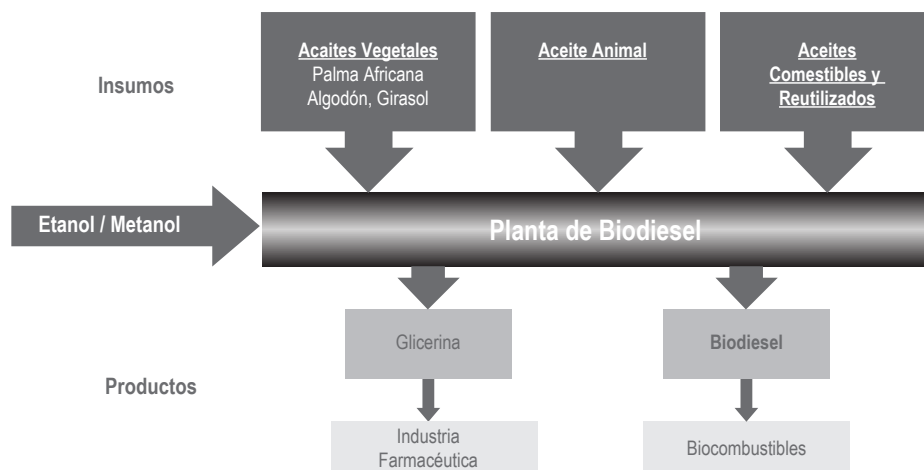 Insumos
Acaites Vegetales
Palma Africana
Algodón, Girasol
Aceite Animal
Aceites
Comestibles y
Reutilizados
Etanol / Metanol
Planta de Biodiesel
Productos
Glicerina
Biodiesel
Industria
Farmacéutica
Biocombustibles